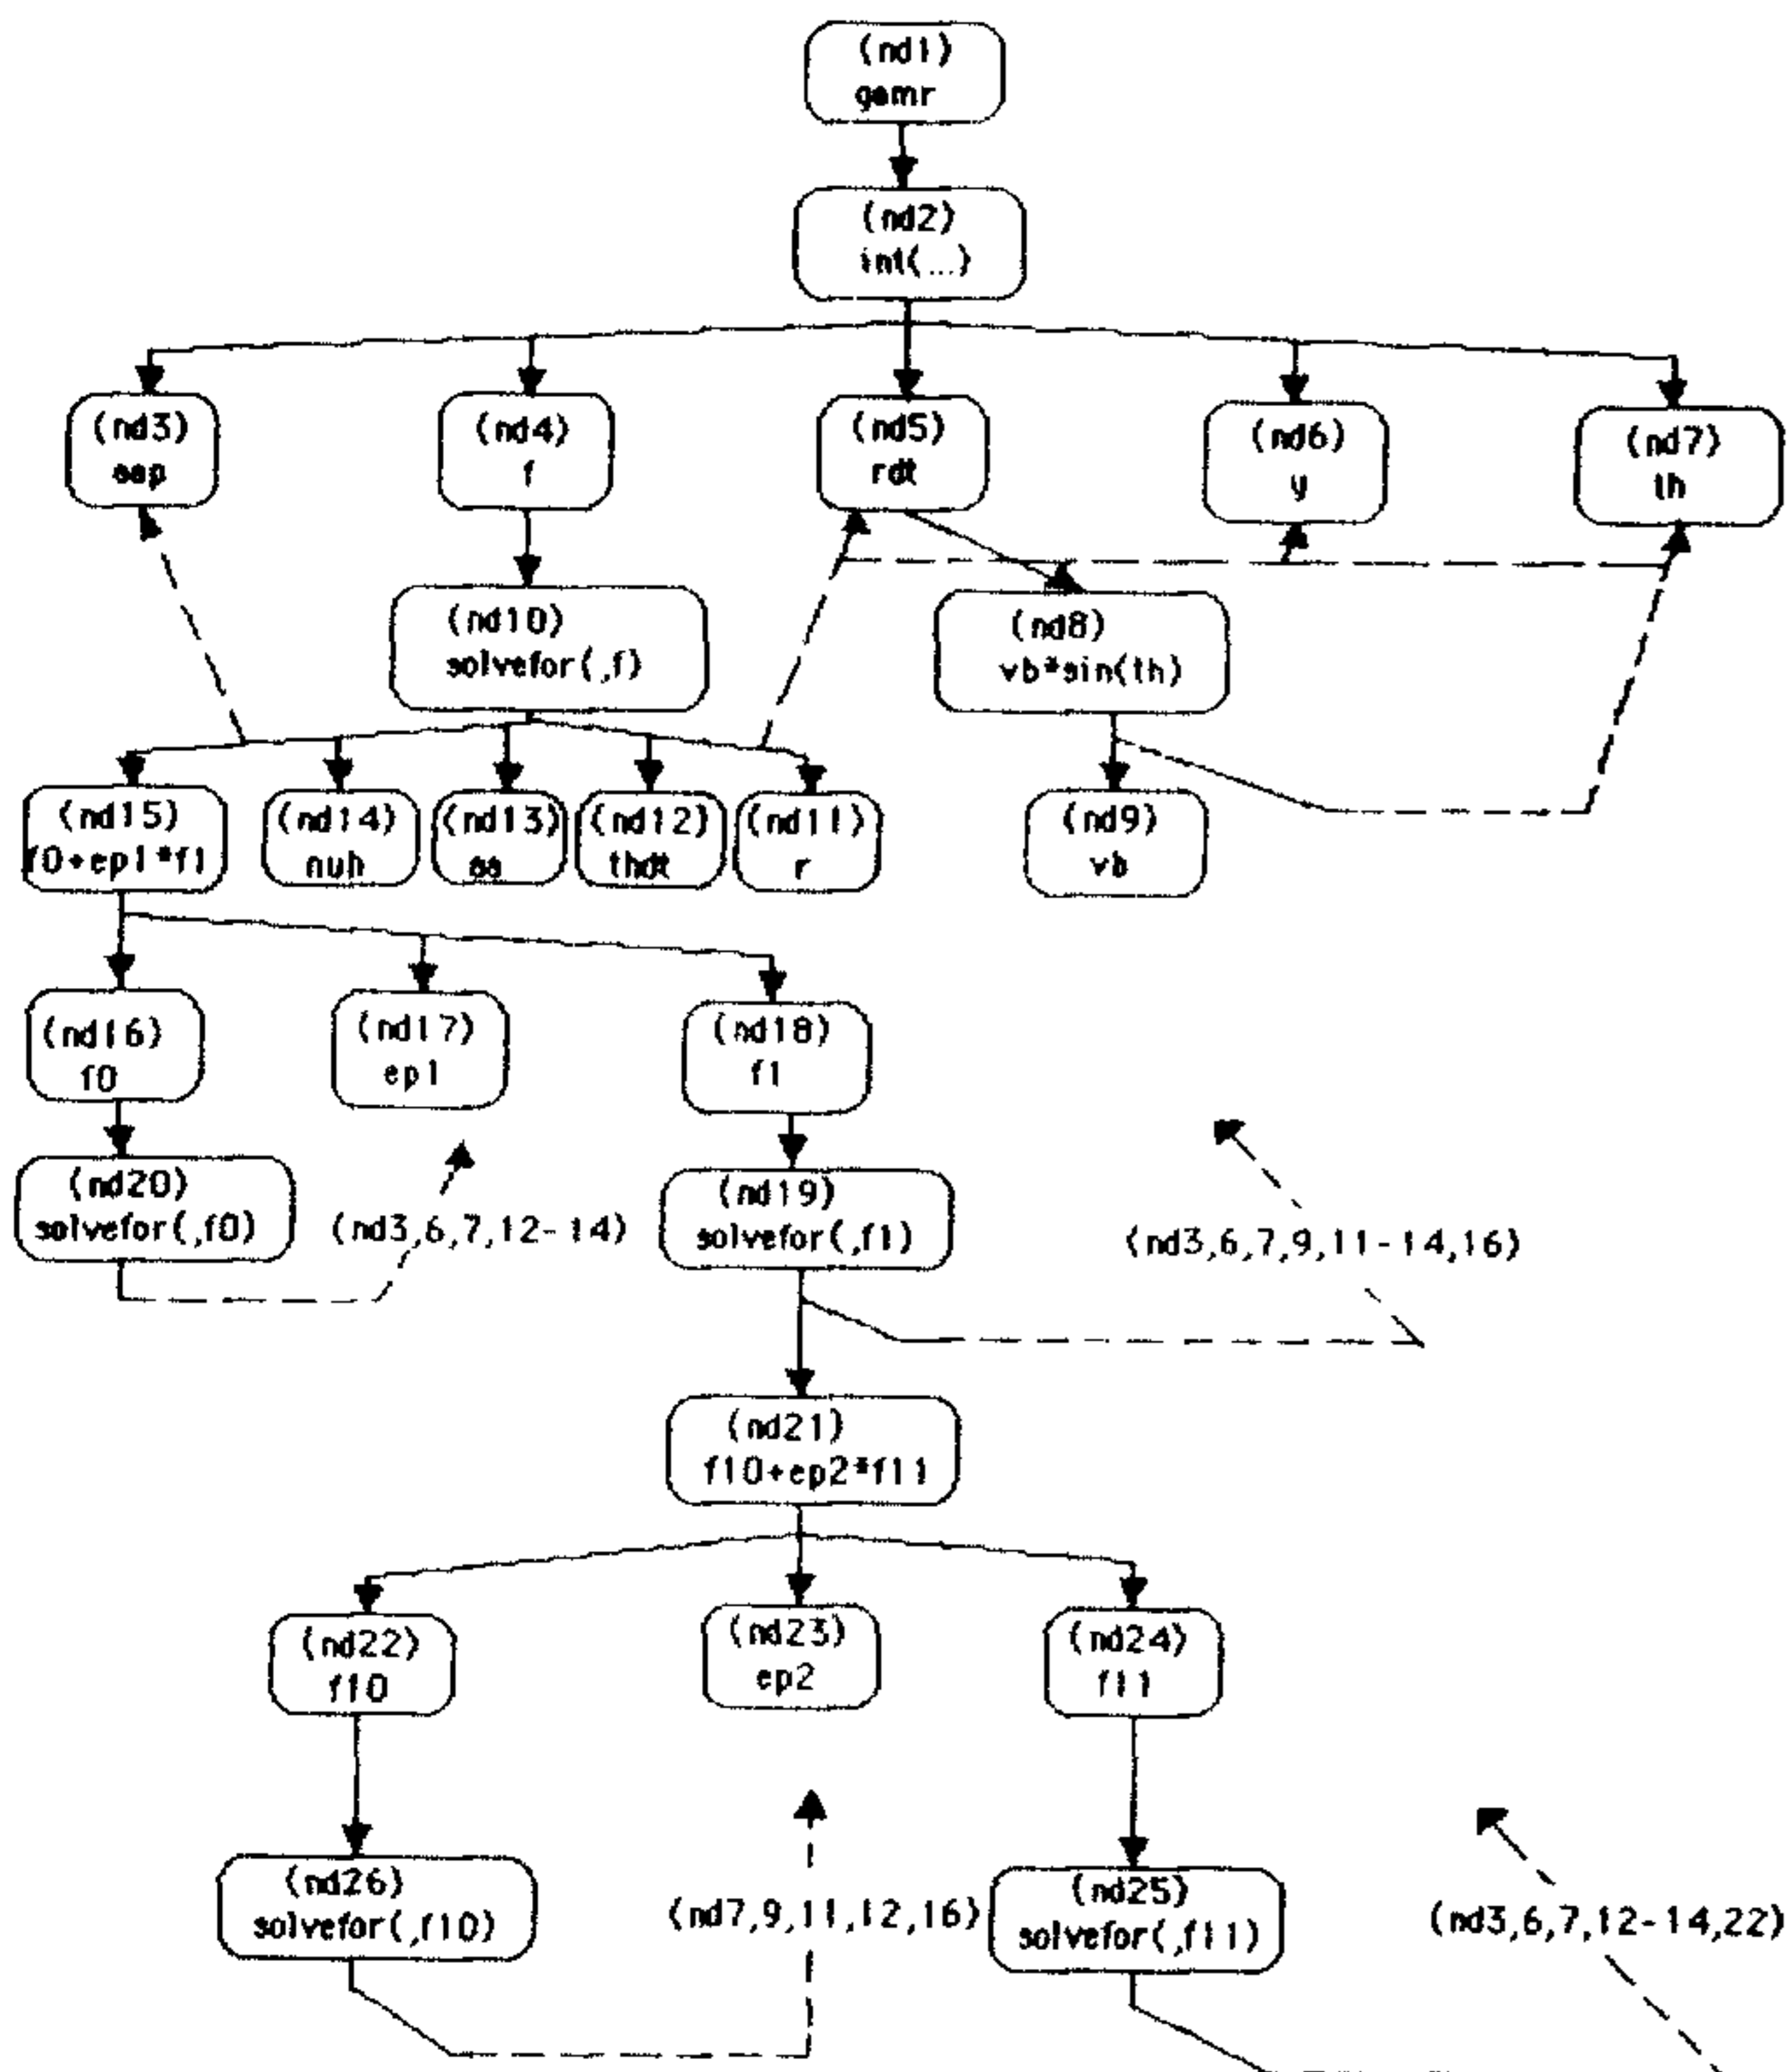 (nd1)
gamr
(nd2)
int(...)
(nd3)
aap
(nd4)
f
(nd5)
rdt
(nd6)
y
(nd7)
th
(nd10)
solvefor(,f)
(nd8)
vb*sin(th)
(nd15)
f0+ep1*f1
(nd14)
nuh
(nd13)
aa
(nd12)
thdt
(nd11)
r
(nd9)
vb
(nd16)
f0
(nd17)
ep1
(nd18)
f1
(nd20)
solvefor(,f0)
(nd3,6,7,12-14)
(nd19)
solvefor(,f1)
(nd3,6,7,9,11-14,16)
(nd21)
f10+ep2*f11
(nd22)
f10
(nd23)
ep2
(nd24)
f11
(nd26)
solvefor(,f10)
(nd7,9,11,12,16)
(nd25)
solvefor(,f11)
(nd3,6,7,12-14,22)